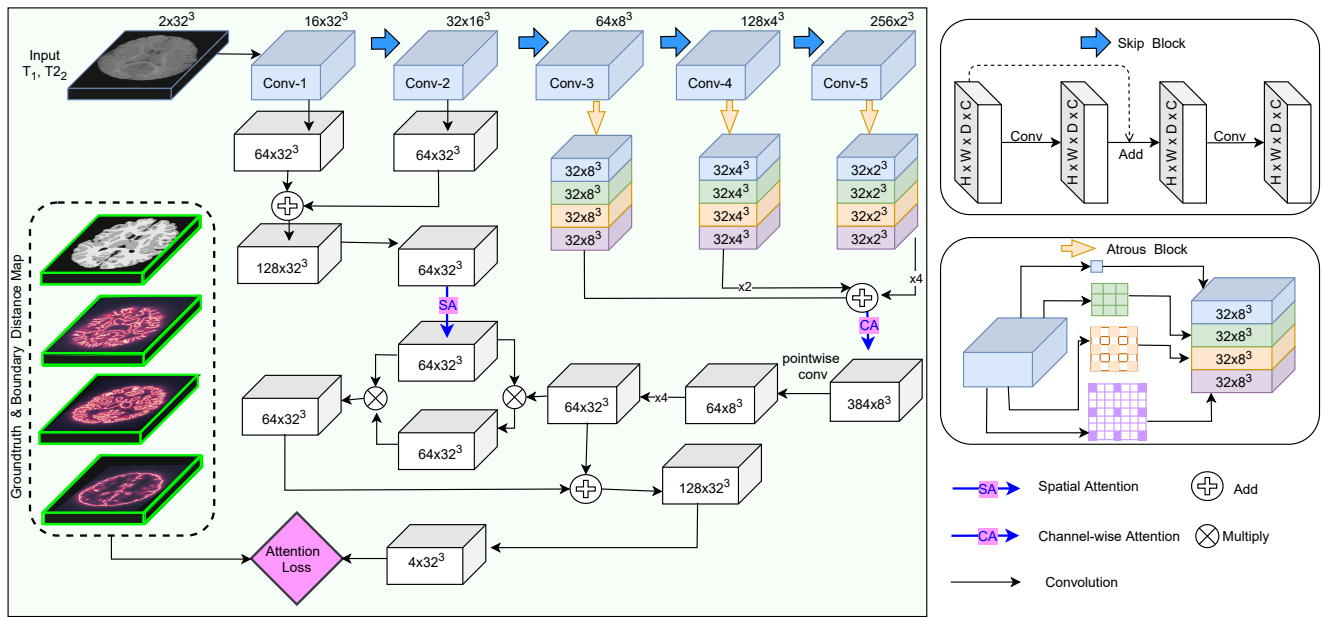 2x32³
16x32³
32x16³
64x8³
128x4³
256x2³
Input
T₁, T2₂
Conv-1
Conv-2
Conv-3
Conv-4
Conv-5
64x32³
64x32³
32x8³
32x8³
32x8³
32x8³
32x4³
32x4³
32x4³
32x4³
32x2³
32x2³
32x2³
32x2³
128x32³
64x32³
x2
x4
SA
CA
64x32³
pointwise
conv
64x32³
64x32³
x4
64x8³
384x8³
64x32³
128x32³
Attention
Loss
4x32³
Groundtruth & Boundary Distance Map
Skip Block
H x W x D x C
Conv
H x W x D x C
Add
H x W x D x C
Conv
H x W x D x C
Atrous Block
32x8³
32x8³
32x8³
32x8³
SA
Spatial Attention
Add
CA
Channel-wise Attention
Multiply
Convolution